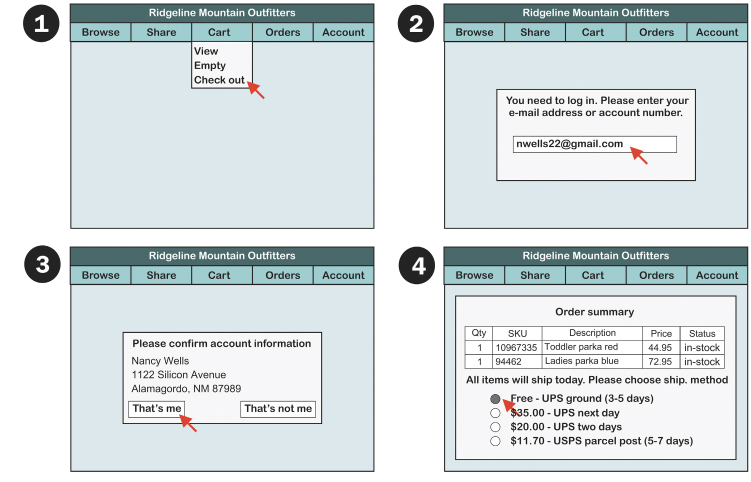 1
Ridgeline Mountain Outfitters
Browse Share Cart Orders Account
View
Empty
Check out
2
Ridgeline Mountain Outfitters
Browse Share Cart Orders Account
You need to log in. Please enter your
e-mail address or account number.
nwells22@gmail.com
3
Ridgeline Mountain Outfitters
Browse Share Cart Orders Account
Please confirm account information
Nancy Wells
1122 Silicon Avenue
Alamagordo, NM 87989
That's me That's not me
4
Ridgeline Mountain Outfitters
Browse Share Cart Orders Account
Order summary
Qty SKU Description Price Status
1 10967335 Toddler parka red 44.95 in-stock
1 94462 Ladies parka blue 72.95 in-stock
All items will ship today. Please choose ship. method
Free - UPS ground (3-5 days)
$35.00 - UPS next day
$20.00 - UPS two days
$11.70 - USPS parcel post (5-7 days)